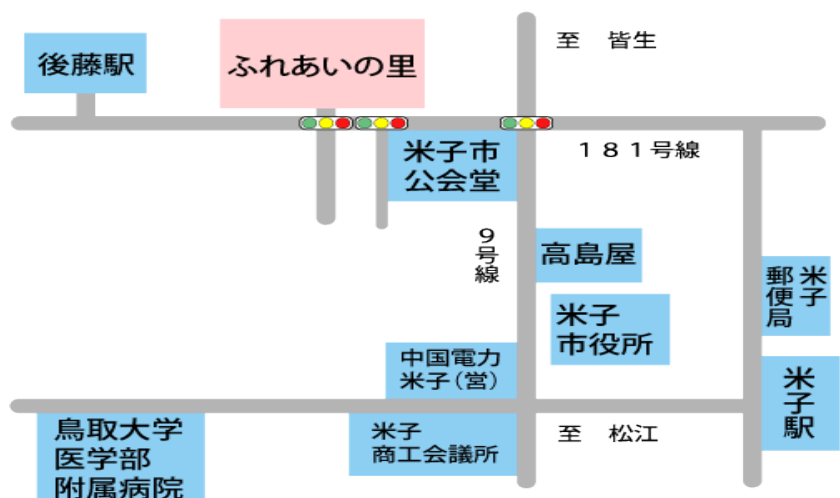 至 皆生
後藤駅
ふれあいの里
米子市
公会堂
181号線
9号線
高島屋
米子
郵便局
米子
市役所
中国電力
米子(営)
米子駅
鳥取大学
医学部
附属病院
米子
商工会議所
至 松江